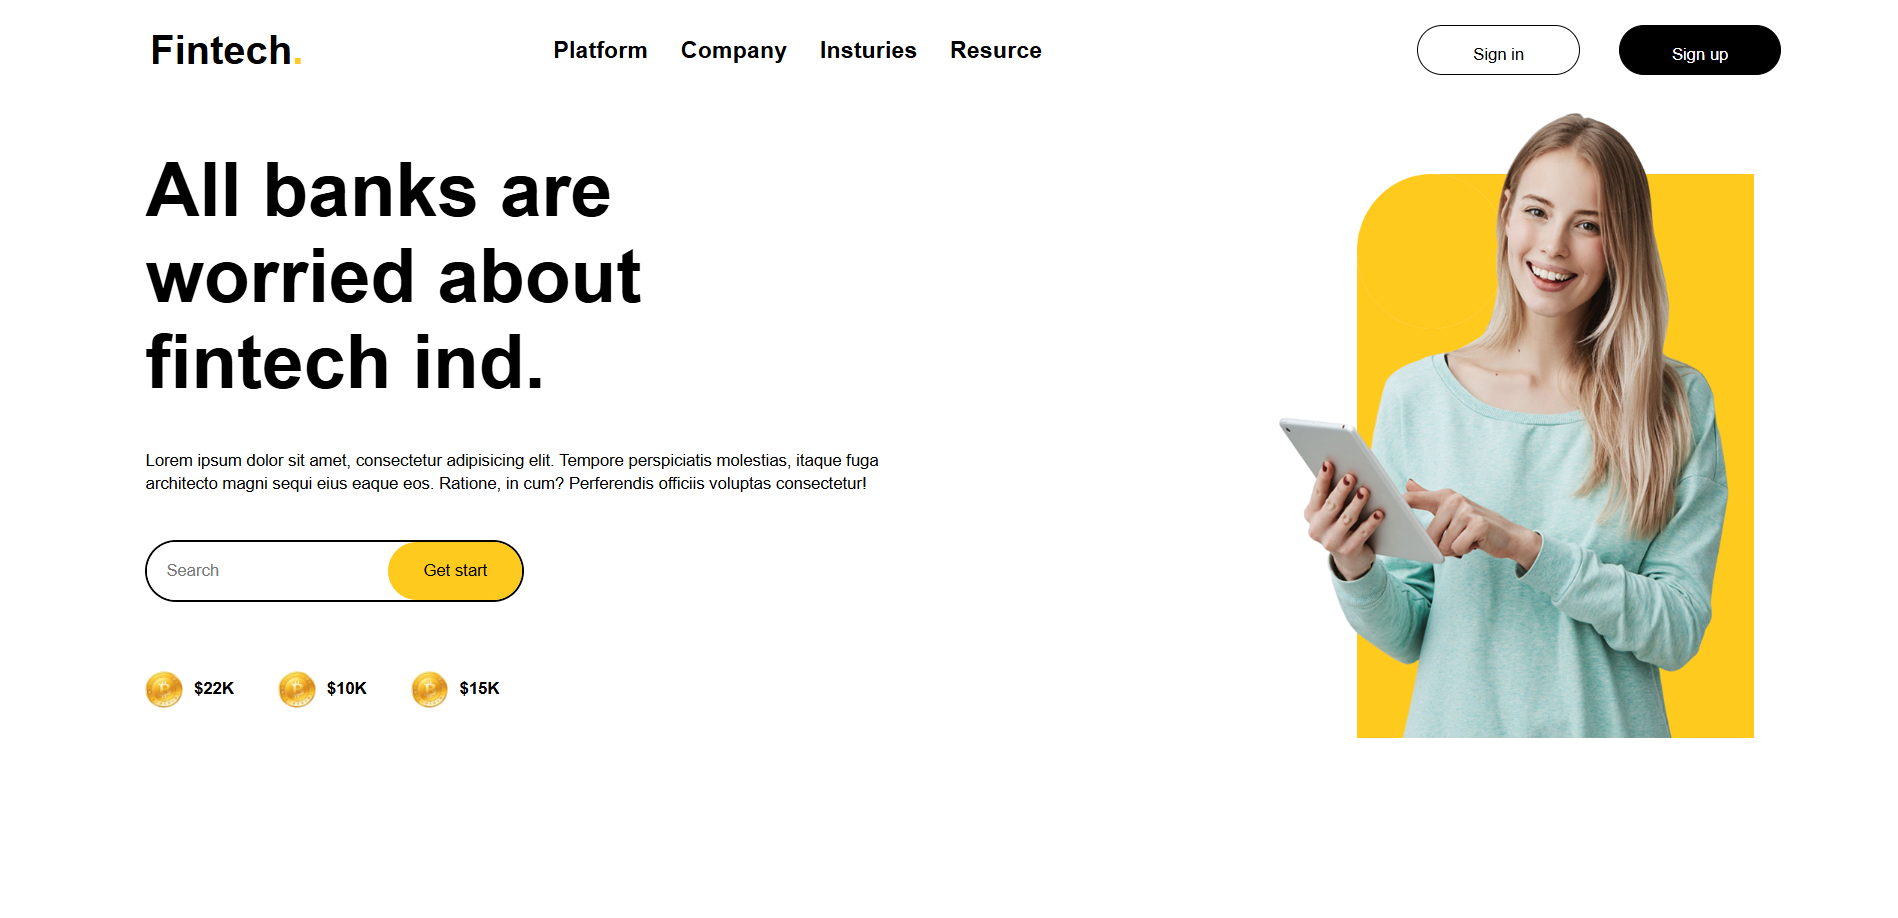 Fintech.
Platform Company Insturies Resurce
Sign in
Sign up
All banks are
worried about
fintech ind.
Lorem ipsum dolor sit amet, consectetur adipisicing elit. Tempore perspiciatis molestias, itaque fuga
architecto magni sequi eius eaque eos. Ratione, in cum? Perferendis officiis voluptas consectetur!
Search
Get start
$22K
$10K
$15K